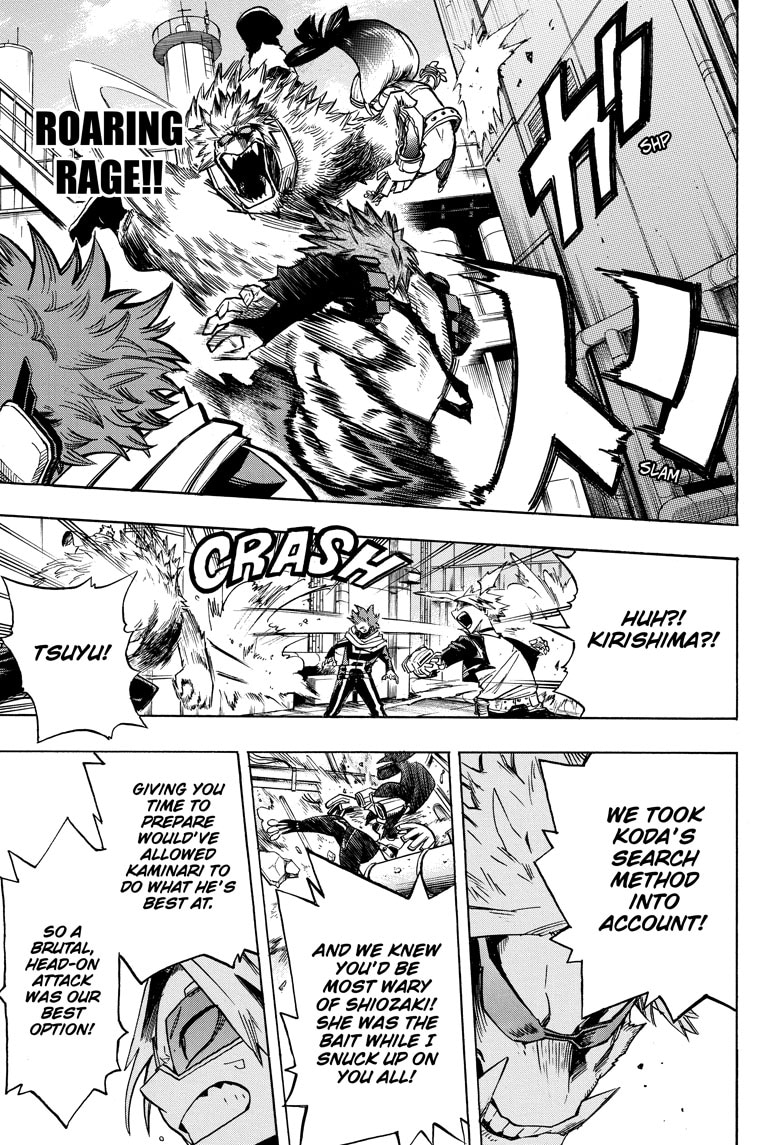 ROARING
RAGE!!
ガ
ン
SHP
SLAM
CRASH
HUH?!
KIRISHIMA?!
TSUYU!
WE TOOK
KODA'S
SEARCH
METHOD
INTO
ACCOUNT!
AND WE KNEW
YOU'D BE
MOST WARY
OF SHIOZAKI!
SHE WAS THE
BAIT WHILE I
SNUCK UP ON
YOU ALL!
GIVING YOU
TIME TO
PREPARE
WOULD'VE
ALLOWED
KAMINARI TO
DO WHAT HE'S
BEST AT.
SO A
BRUTAL,
HEAD-ON
ATTACK
WAS OUR
BEST
OPTION!